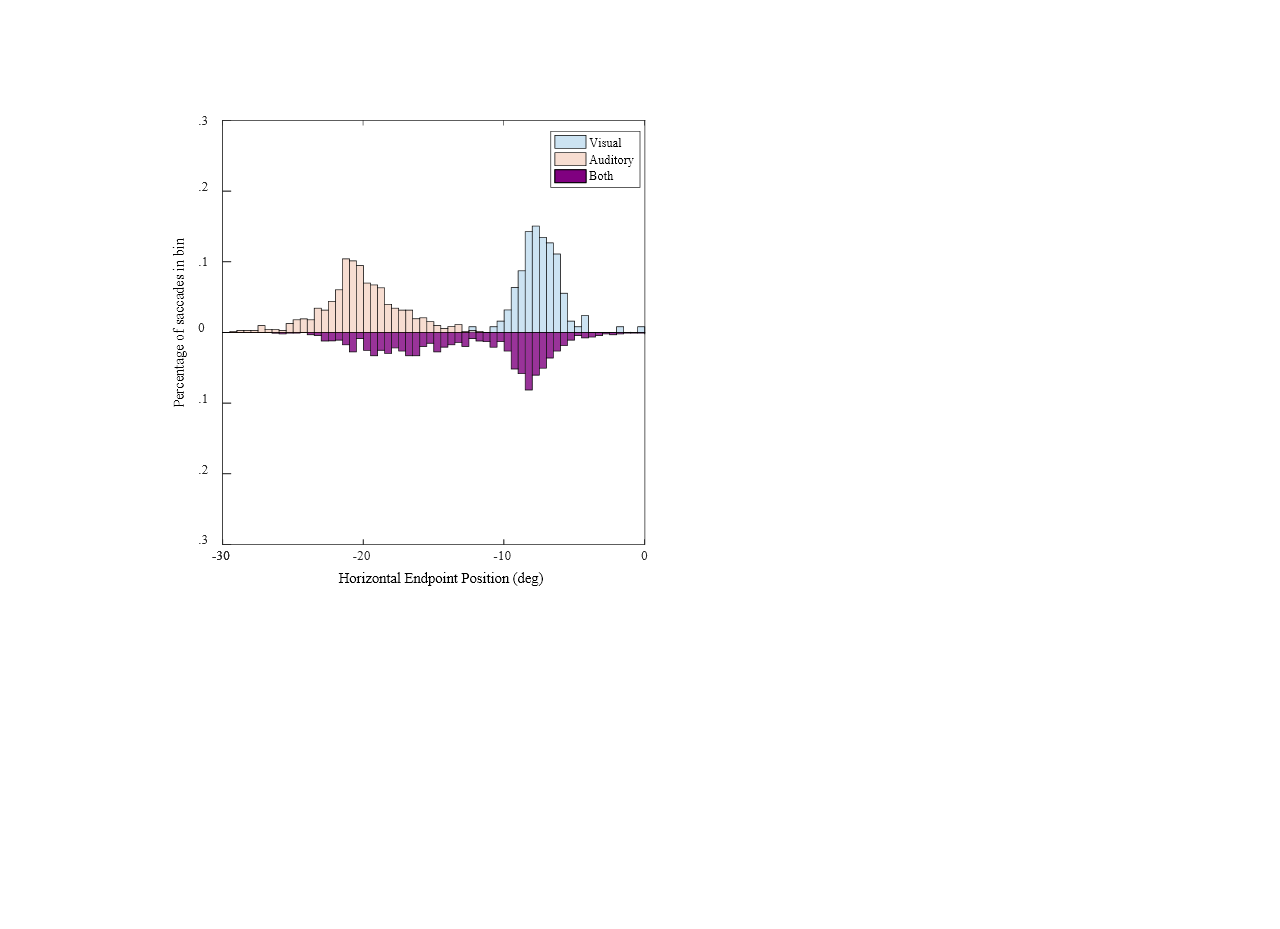 .3
.2
.1
0
.1
.2
.3
Percentage of saccades in bin
Visual
Auditory
Both
-30
-20
-10
0
Horizontal Endpoint Position (deg)